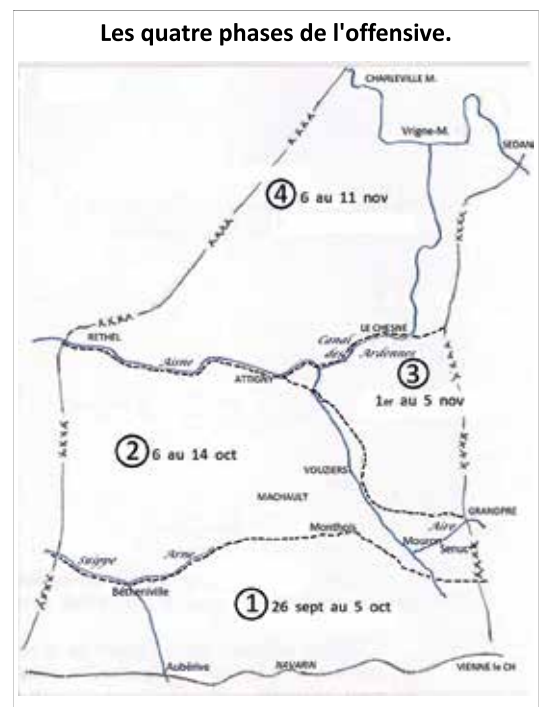 Les quatre phases de l'offensive.
CHARLEVILLE M.
Vrigne-M.
SEDAN
4 6 au 11 nov
LE CHESNE
Canal
des Ardennes
RETHEL
Aisne
ATTIGNY
3
1er au 5 nov
2 6 au 14 oct
VOUZIERS
MACHAULT
GRANDPRE
Monthois
Aire
Mouron
Senuc
Suippe
Arne
Bétheniville
1 26 sept au 5 oct
Aubérive
NAVARIN
VIENNE le CH